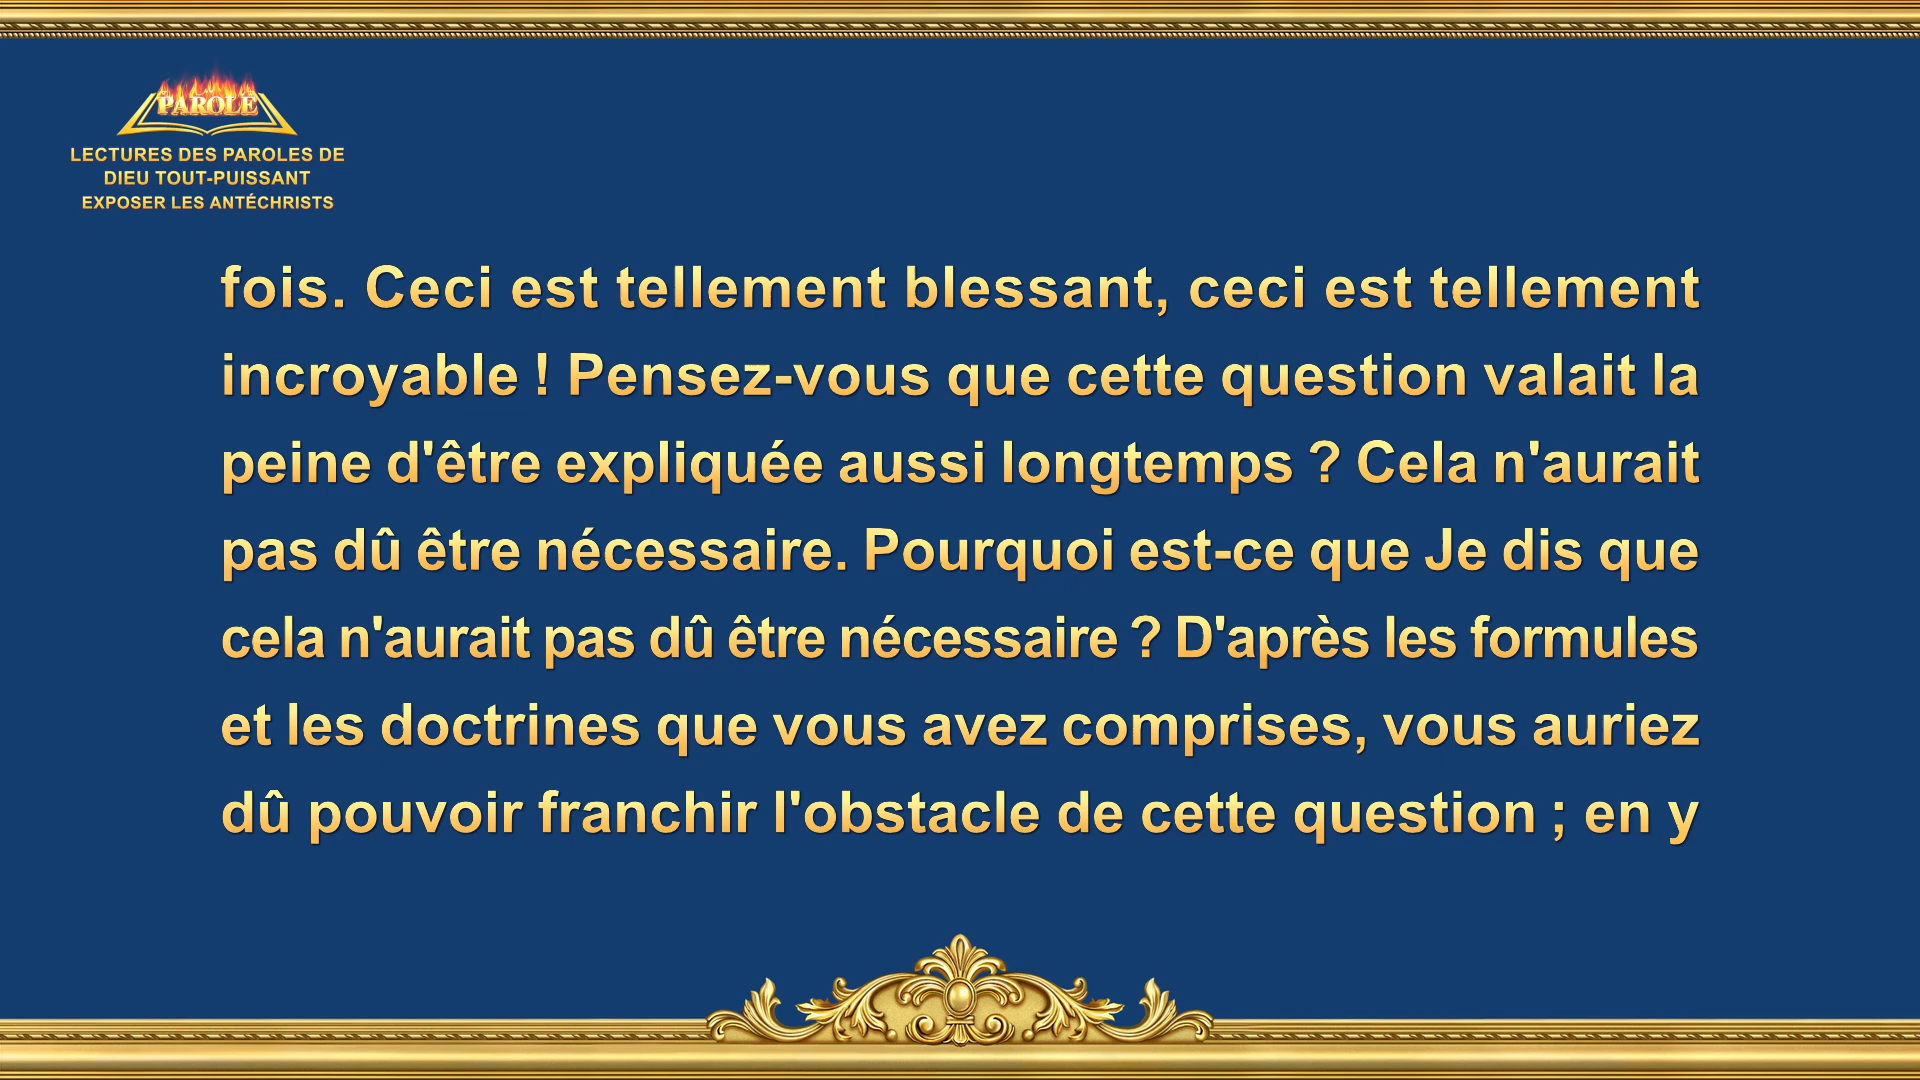 PAROLE
LECTURES DES PAROLES DE
DIEU TOUT-PUISSANT
EXPOSER LES ANTÉCHRISTS
fois. Ceci est tellement blessant, ceci est tellement
incroyable ! Pensez-vous que cette question valait la
peine d'être expliquée aussi longtemps ? Cela n'aurait
pas dû être nécessaire. Pourquoi est-ce que Je dis que
cela n'aurait pas dû être nécessaire ? D'après les formules
et les doctrines que vous avez comprises, vous auriez
dû pouvoir franchir l'obstacle de cette question ; en y